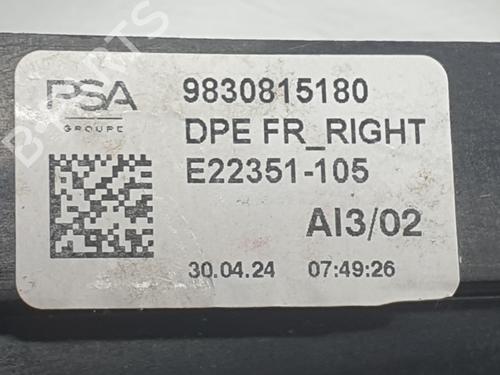 PSA
GROUPE
9830815180
DPE FR_RIGHT
E22351-105
AI3/02
30.04.24 07:49:26